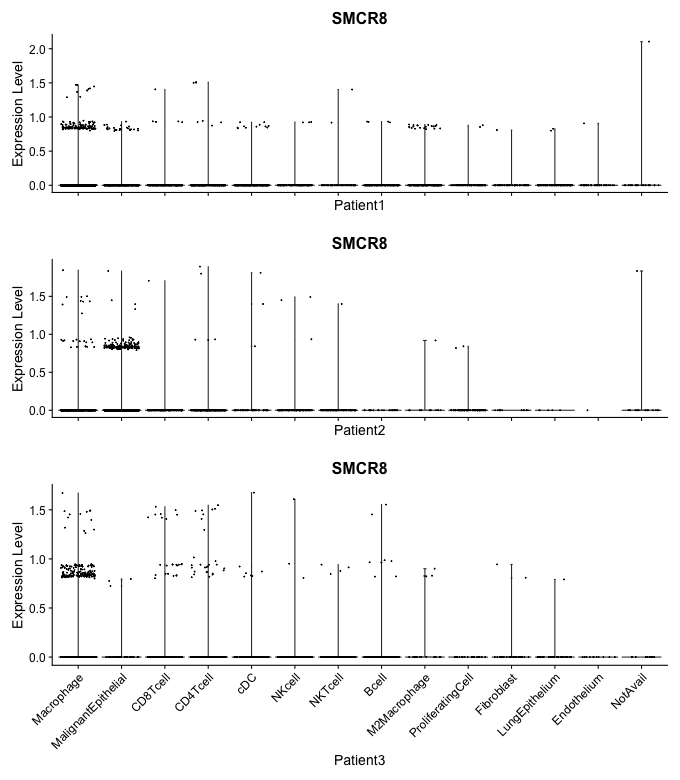 SMCR8
Expression Level
2.0
1.5
1.0
0.5
0.0
Patient1
SMCR8
Expression Level
1.5
1.0
0.5
0.0
Patient2
SMCR8
Expression Level
1.5
1.0
0.5
0.0
Macrophage
MalignantEpithelial
CD8Tcell
CD4Tcell
cDC
NKcell
NKTcell
Bcell
M2Macrophage
ProliferatingCell
Fibroblast
LungEpithelium
Endothelium
NotAvail
Patient3